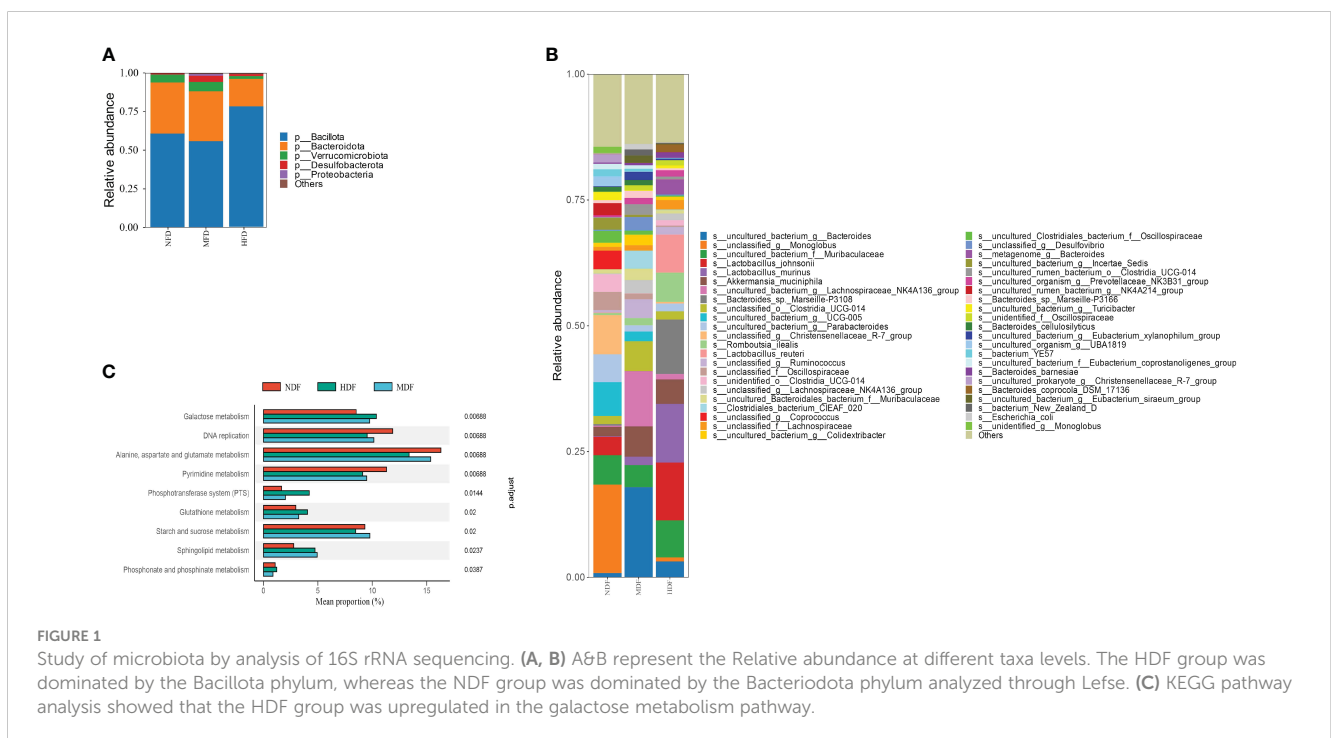 A
1.00
0.75
0.50
0.25
0.00
Relative abundance
NFD
MFD
HFD
p__Bacillota
p__Bacteroidota
p__Verrucomicrobiota
p__Desulfobacterota
p__Proteobacteria
Others
B
1.00
0.75
0.50
0.25
0.00
Relative abundance
NDF
MDF
HDF
s__uncultured_bacterium_g__Bacteroides
s__unclassified_g__Monoglobus
s__uncultured_bacterium_f__Muribaculaceae
s__Lactobacillus_johnsonii
s__Lactobacillus_murinus
s__Akkermansia_muciniphila
s__uncultured_bacterium_g__Lachnospiraceae_NK4A136_group
s__Bacteroides_sp._Marseille-P3108
s__unclassified_o__Clostridia_UCG-014
s__uncultured_bacterium_g__UCG-005
s__uncultured_bacterium_g__Parabacteroides
s__unclassified_g__Christensenellaceae_R-7_group
s__Romboutsia_ilealis
s__Lactobacillus_reuteri
s__unclassified_g__Ruminococcus
s__unclassified_f__Oscillospiraceae
s__unidentified_o__Clostridia_UCG-014
s__unclassified_g__Lachnospiraceae_NK4A136_group
s__uncultured_Bacteroidales_bacterium_f__Muribaculaceae
s__Clostridiales_bacterium_CIEAF_020
s__unclassified_g__Coprococcus
s__unclassified_f__Lachnospiraceae
s__uncultured_bacterium_g__Colidextribacter
s__uncultured_Clostridiales_bacterium_f__Oscillospiraceae
s__unclassified_g__Desulfovibrio
s__metagenome_g__Bacteroides
s__uncultured_bacterium_g__Incertae_Sedis
s__uncultured_rumen_bacterium_o__Clostridia_UCG-014
s__uncultured_organism_g__Prevotellaceae_NK3B31_group
s__uncultured_rumen_bacterium_g__NK4A214_group
s__Bacteroides_sp._Marseille-P3166
s__uncultured_bacterium_g__Turicibacter
s__unidentified_f__Oscillospiraceae
s__Bacteroides_cellulosilyticus
s__uncultured_bacterium_g__Eubacterium_xylanophilum_group
s__uncultured_organism_g__UBA1819
s__bacterium_YE57
s__uncultured_bacterium_f__Eubacterium_coprostanoligenes_group
s__Bacteroides_barnesiae
s__uncultured_prokaryote_g__Christensenellaceae_R-7_group
s__Bacteroides_coprocola_DSM_17136
s__uncultured_bacterium_g__Eubacterium_siraeum_group
s__bacterium_New_Zealand_D
s__Escherichia_coli
s__unidentified_g__Monoglobus
Others
C
NDF HDF MDF
Galactose metabolism 0.00688
DNA replication 0.00688
Alanine, aspartate and glutamate metabolism 0.00688
Pyrimidine metabolism 0.00688
Phosphotransferase system (PTS) 0.0144
Glutathione metabolism 0.02
Starch and sucrose metabolism 0.02
Sphingolipid metabolism 0.0237
Phosphonate and phosphinate metabolism 0.0387
p.adjust
0 5 10 15
Mean proportion (%)
FIGURE 1
Study of microbiota by analysis of 16S rRNA sequencing. (A, B) A&B represent the Relative abundance at different taxa levels. The HDF group was
dominated by the Bacillota phylum, whereas the NDF group was dominated by the Bacteriodota phylum analyzed through Lefse. (C) KEGG pathway
analysis showed that the HDF group was upregulated in the galactose metabolism pathway.